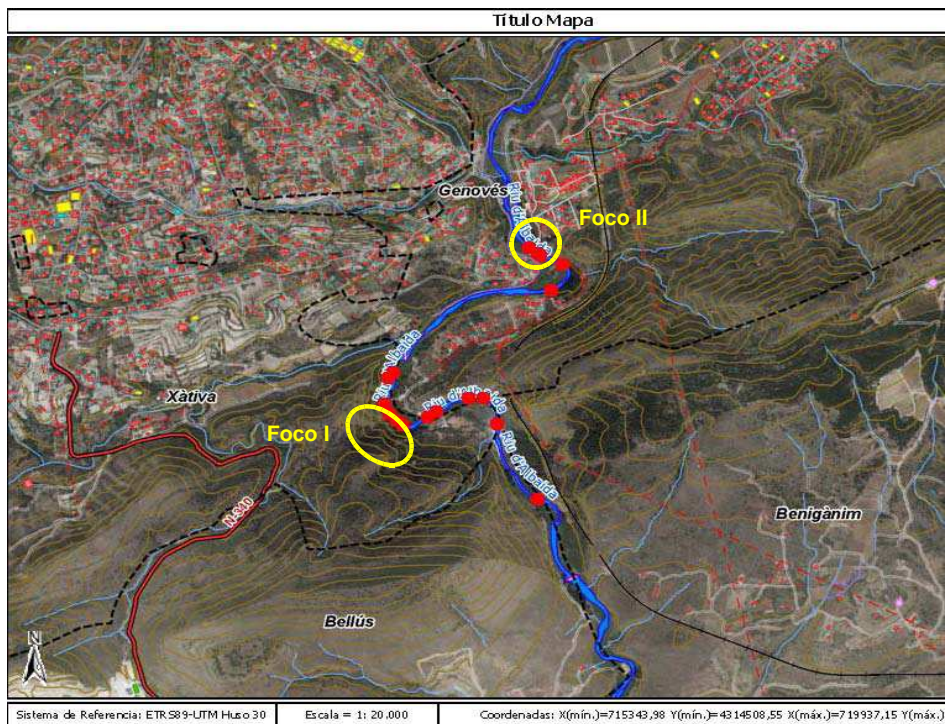 Título Mapa
Genovés
Riu d'Albaida
Foco II
Riu d'Albaida
Xàtiva
Foco I
Riu d'Albaida
Riu d'Albaida
N-340
Benigànim
Bellús
N
Sistema de Referencia: ETRS89-UTM Huso 30
Escala = 1: 20.000
Coordenadas: X(mín.)=715343,98 Y(mín.)=4314508,55 X(máx.)=719937,15 Y(máx.)